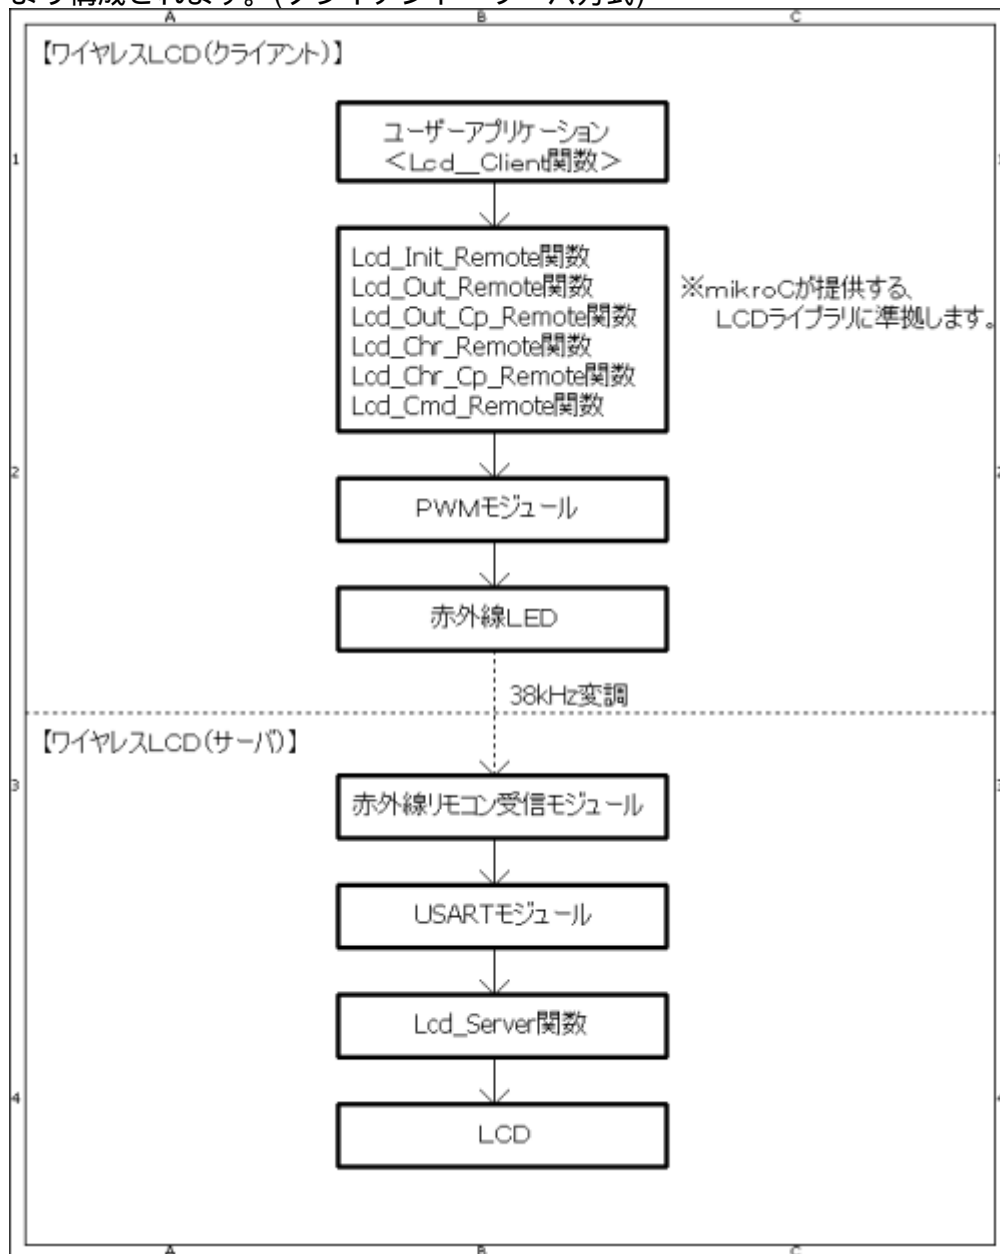 より構成されます。(クライアント・サーバ方式)
A B C
【ワイヤレスLCD(クライアント)】
ユーザーアプリケーション
1 <Lcd__Client関数> 1
Lcd_Init_Remote関数
Lcd_Out_Remote関数 ※mikroCが提供する、
Lcd_Out_Cp_Remote関数 LCDライブラリに準拠します。
Lcd_Chr_Remote関数
Lcd_Chr_Cp_Remote関数
Lcd_Cmd_Remote関数
2 2
PWMモジュール
赤外線LED
38kHz変調
【ワイヤレスLCD(サーバ)】
3 3
赤外線リモコン受信モジュール
USARTモジュール
Lcd_Server関数
4 4
LCD
A B C